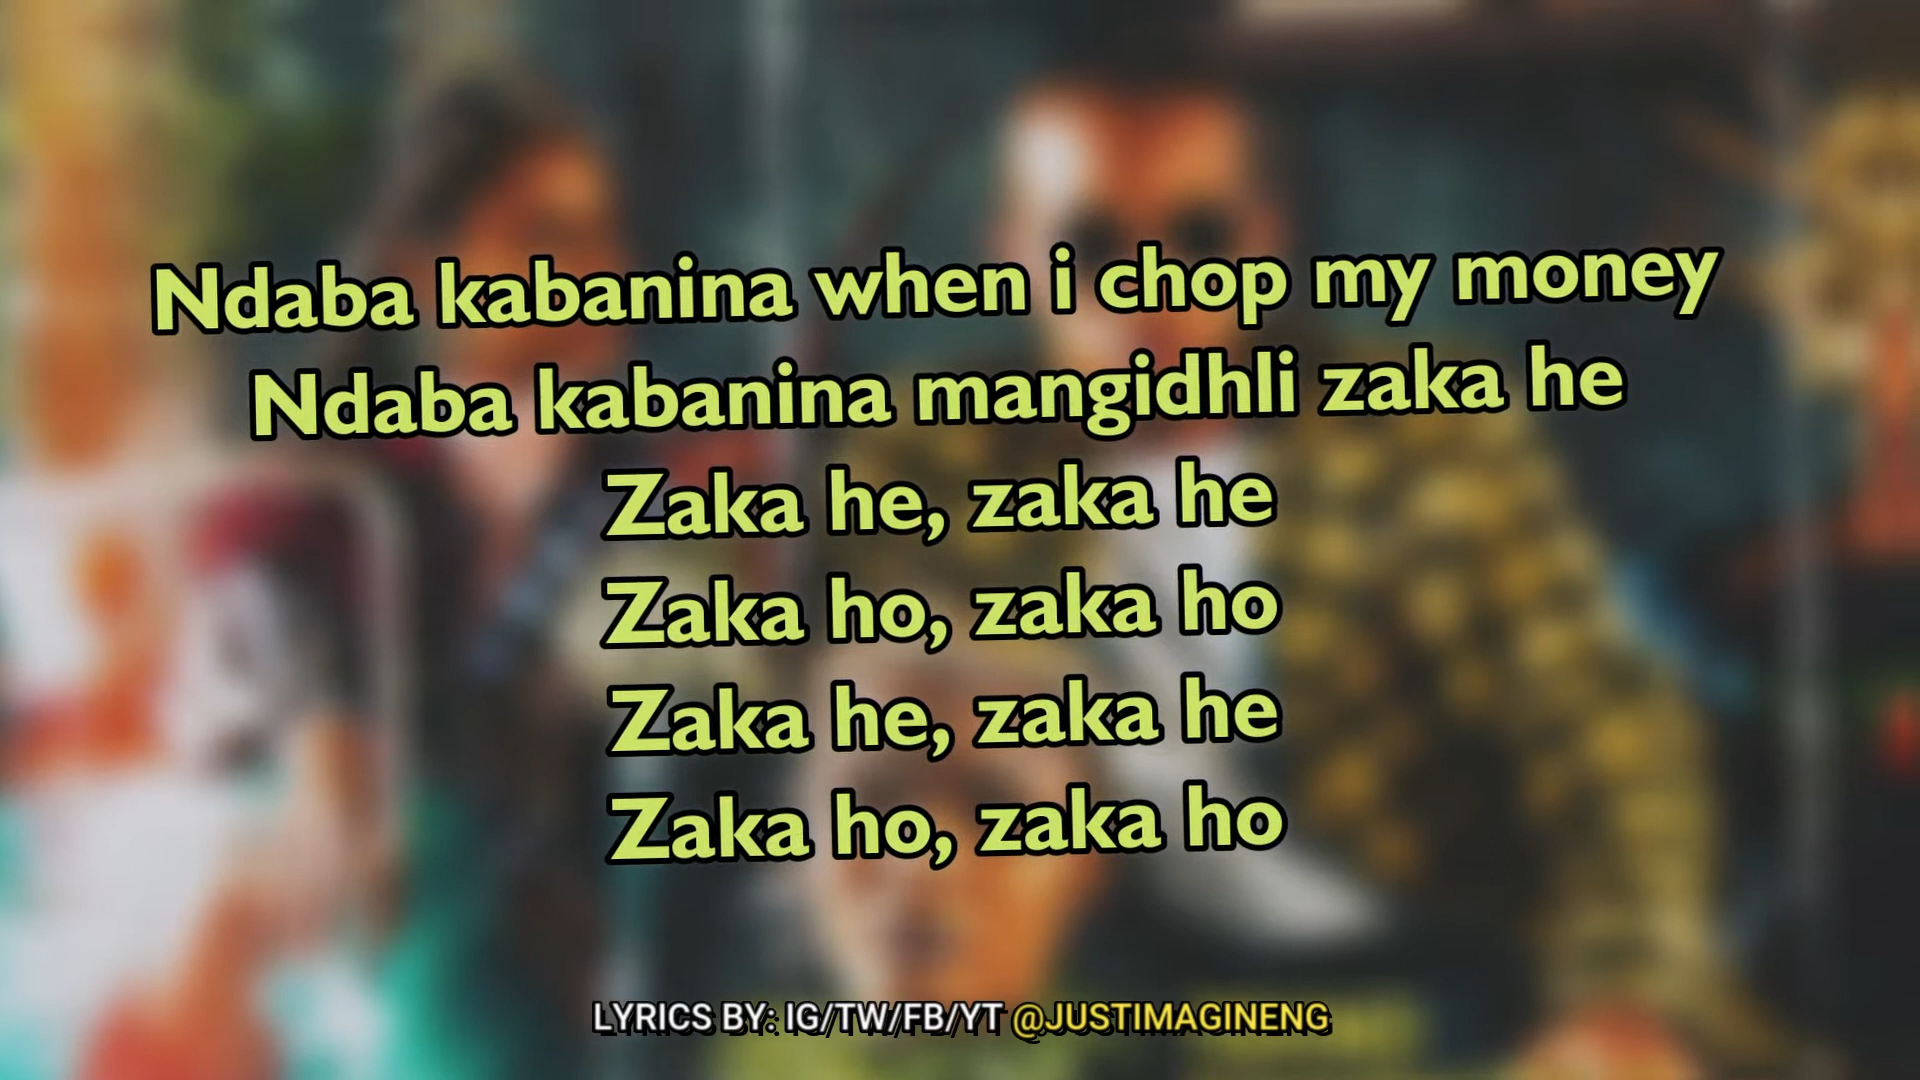 Ndaba kabanina when i chop my money
Ndaba kabanina mangidhli zaka he
Zaka he, zaka he
Zaka ho, zaka ho
Zaka he, zaka he
Zaka ho, zaka ho
LYRICS BY: IG/TW/FB/YT @JUSTIMAGINENG